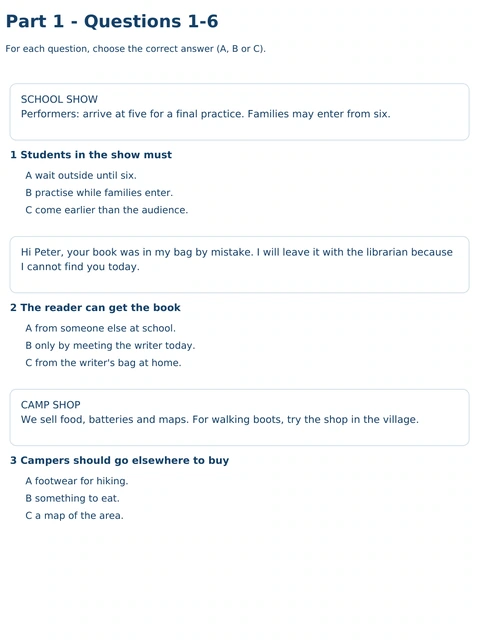 Part 1 - Questions 1-6
For each question, choose the correct answer (A, B or C).
SCHOOL SHOW
Performers: arrive at five for a final practice. Families may enter from six.
1 Students in the show must
A wait outside until six.
B practise while families enter.
C come earlier than the audience.
Hi Peter, your book was in my bag by mistake. I will leave it with the librarian because
I cannot find you today.
2 The reader can get the book
A from someone else at school.
B only by meeting the writer today.
C from the writer's bag at home.
CAMP SHOP
We sell food, batteries and maps. For walking boots, try the shop in the village.
3 Campers should go elsewhere to buy
A footwear for hiking.
B something to eat.
C a map of the area.